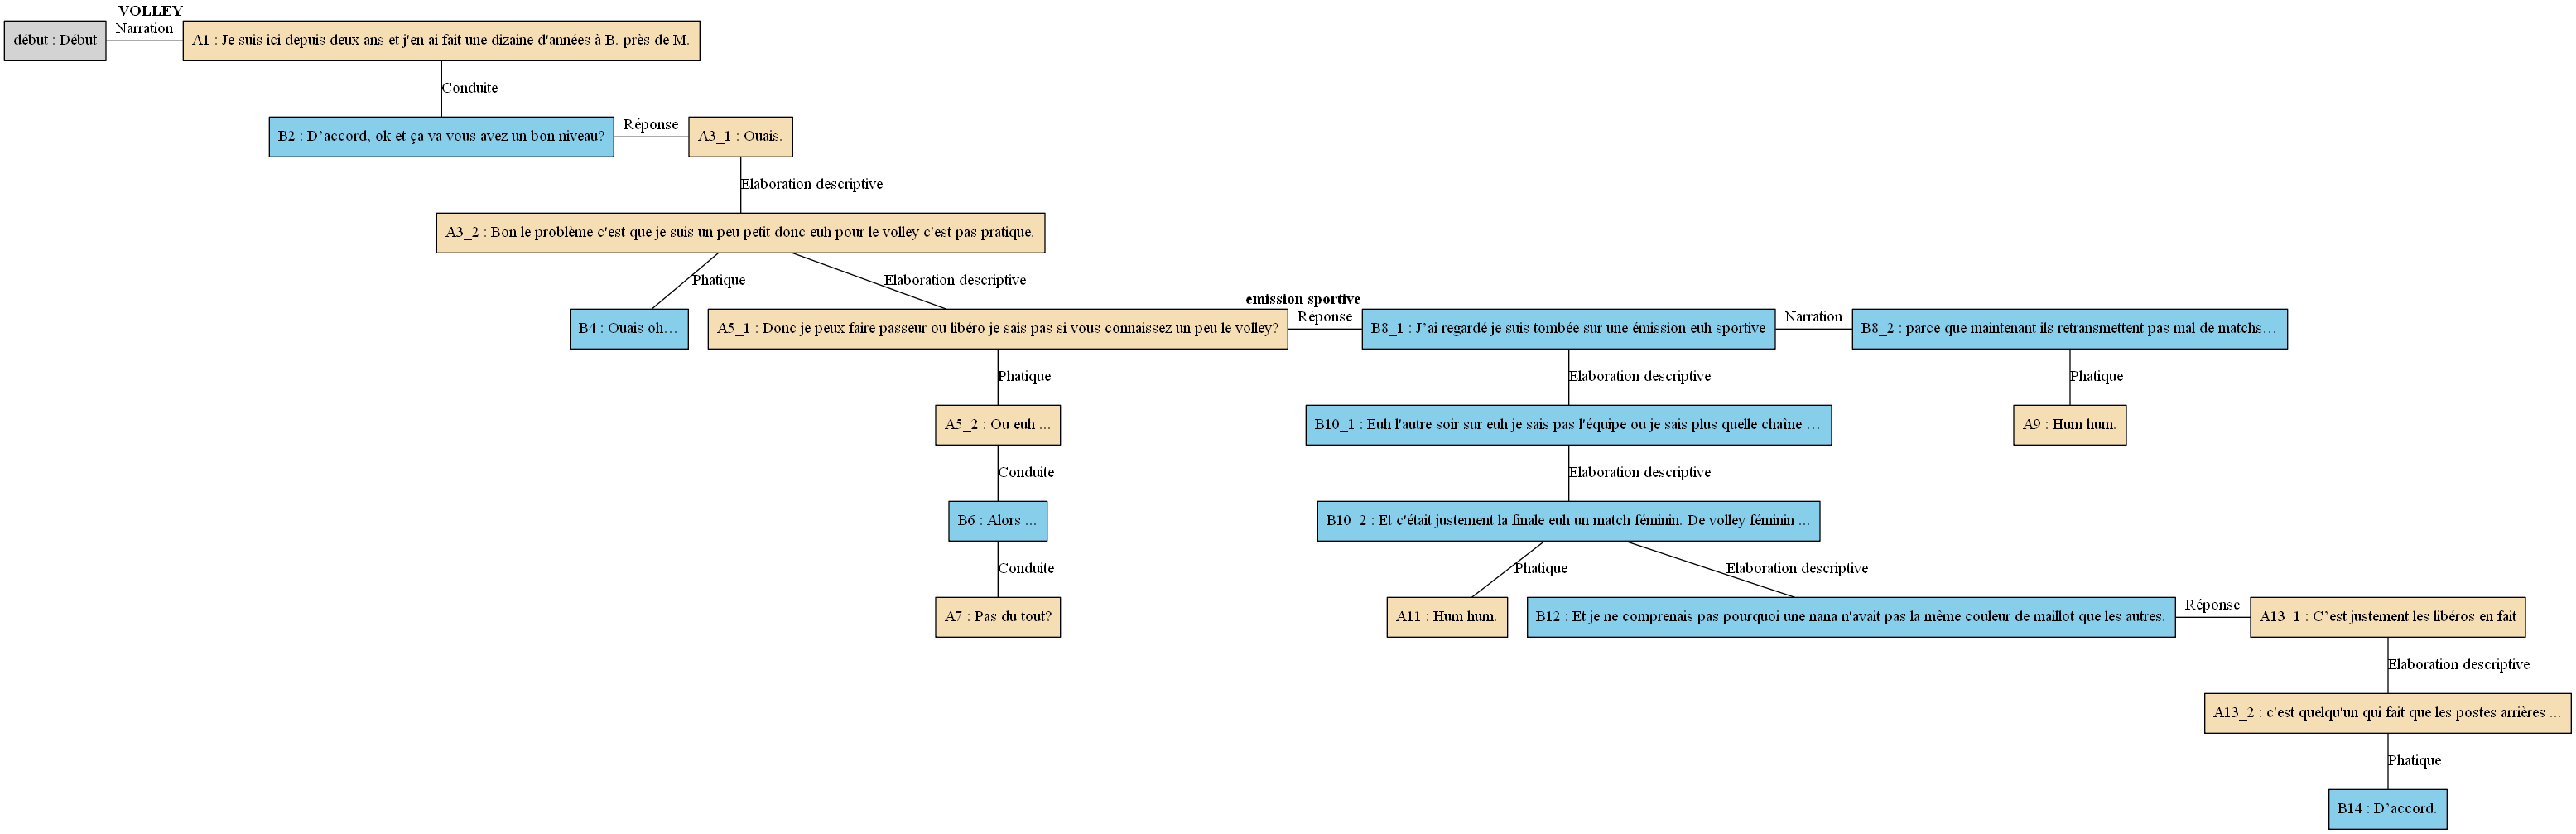 VOLLEY
Narration
début : Début
A1 : Je suis ici depuis deux ans et j'en ai fait une dizaine d'années à B. près de M.
Conduite
B2 : D’accord, ok et ça va vous avez un bon niveau?
Réponse
A3_1 : Ouais.
Elaboration descriptive
A3_2 : Bon le problème c'est que je suis un peu petit donc euh pour le volley c'est pas pratique.
Phatique
Elaboration descriptive
B4 : Ouais oh…
A5_1 : Donc je peux faire passeur ou libéro je sais pas si vous connaissez un peu le volley?
emission sportive
Réponse
B8_1 : J’ai regardé je suis tombée sur une émission euh sportive
Narration
B8_2 : parce que maintenant ils retransmettent pas mal de matchs…
Phatique
Elaboration descriptive
Phatique
A5_2 : Ou euh ...
B10_1 : Euh l'autre soir sur euh je sais pas l'équipe ou je sais plus quelle chaîne …
A9 : Hum hum.
Conduite
Elaboration descriptive
B6 : Alors ...
B10_2 : Et c'était justement la finale euh un match féminin. De volley féminin ...
Conduite
Phatique
Elaboration descriptive
A7 : Pas du tout?
A11 : Hum hum.
B12 : Et je ne comprenais pas pourquoi une nana n'avait pas la même couleur de maillot que les autres.
Réponse
A13_1 : C’est justement les libéros en fait
Elaboration descriptive
A13_2 : c'est quelqu'un qui fait que les postes arrières ...
Phatique
B14 : D’accord.